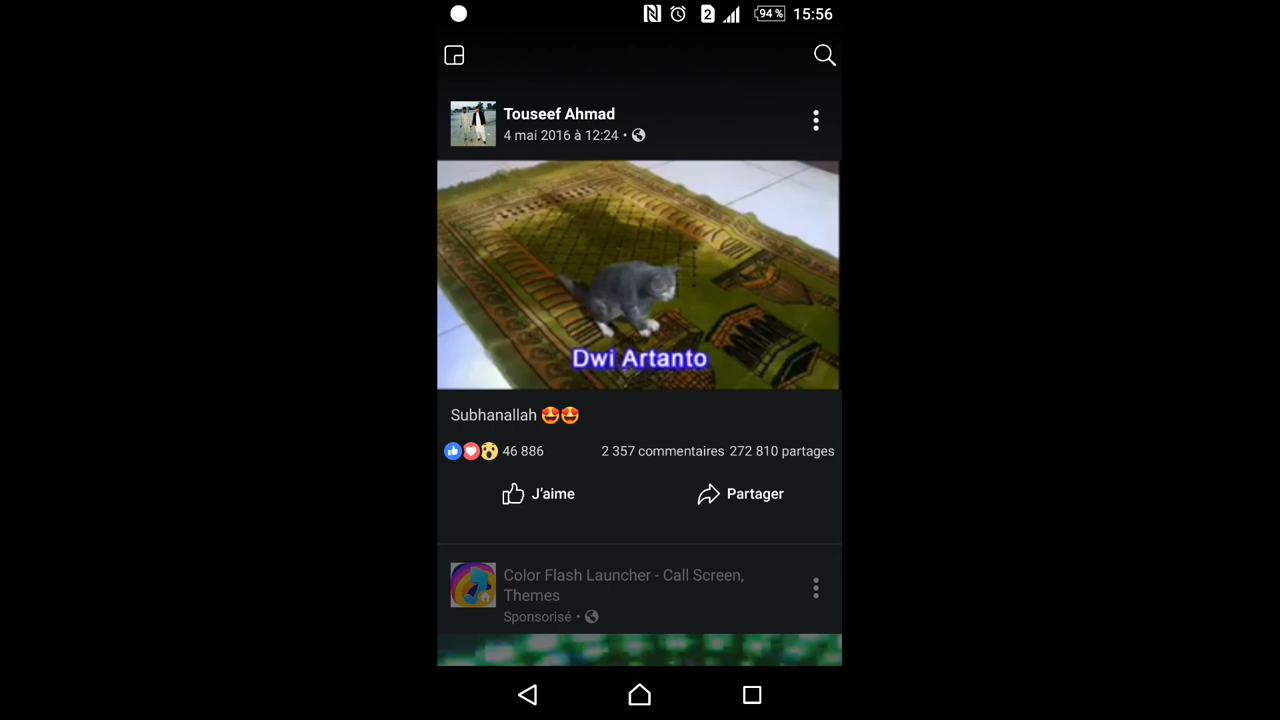 94 % 15:56
Touseef Ahmad
4 mai 2016 à 12:24 •
Dwi Artanto
Subhanallah 🤩🤩
46 886 2 357 commentaires 272 810 partages
J'aime Partager
Color Flash Launcher - Call Screen,
Themes
Sponsorisé •